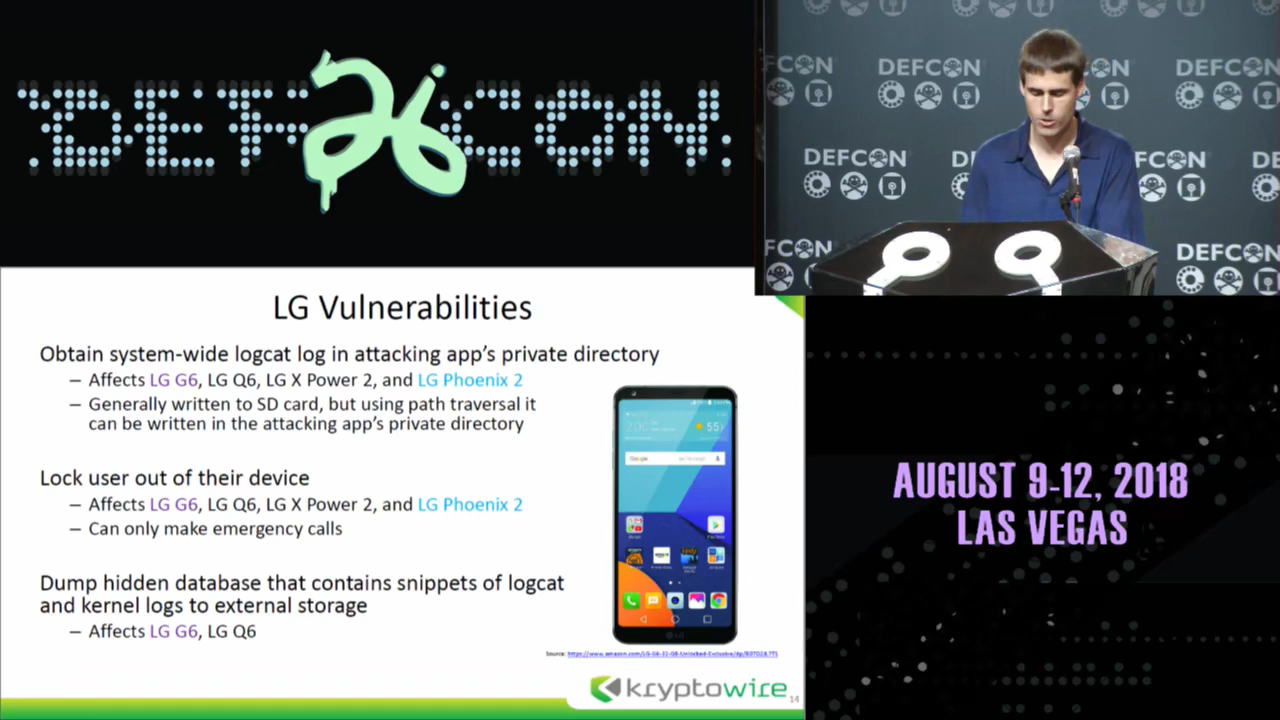 DEF CON
26
DEFCON
DEFCON
DEFCON
DEFCON
DEFCON
DEFCON
LG Vulnerabilities
Obtain system-wide logcat log in attacking app's private directory
– Affects LG G6, LG Q6, LG X Power 2, and LG Phoenix 2
– Generally written to SD card, but using path traversal it
can be written in the attacking app's private directory
Lock user out of their device
– Affects LG G6, LG Q6, LG X Power 2, and LG Phoenix 2
– Can only make emergency calls
Dump hidden database that contains snippets of logcat
and kernel logs to external storage
– Affects LG G6, LG Q6
Google
LG
kryptowire
14
AUGUST 9-12, 2018
LAS VEGAS